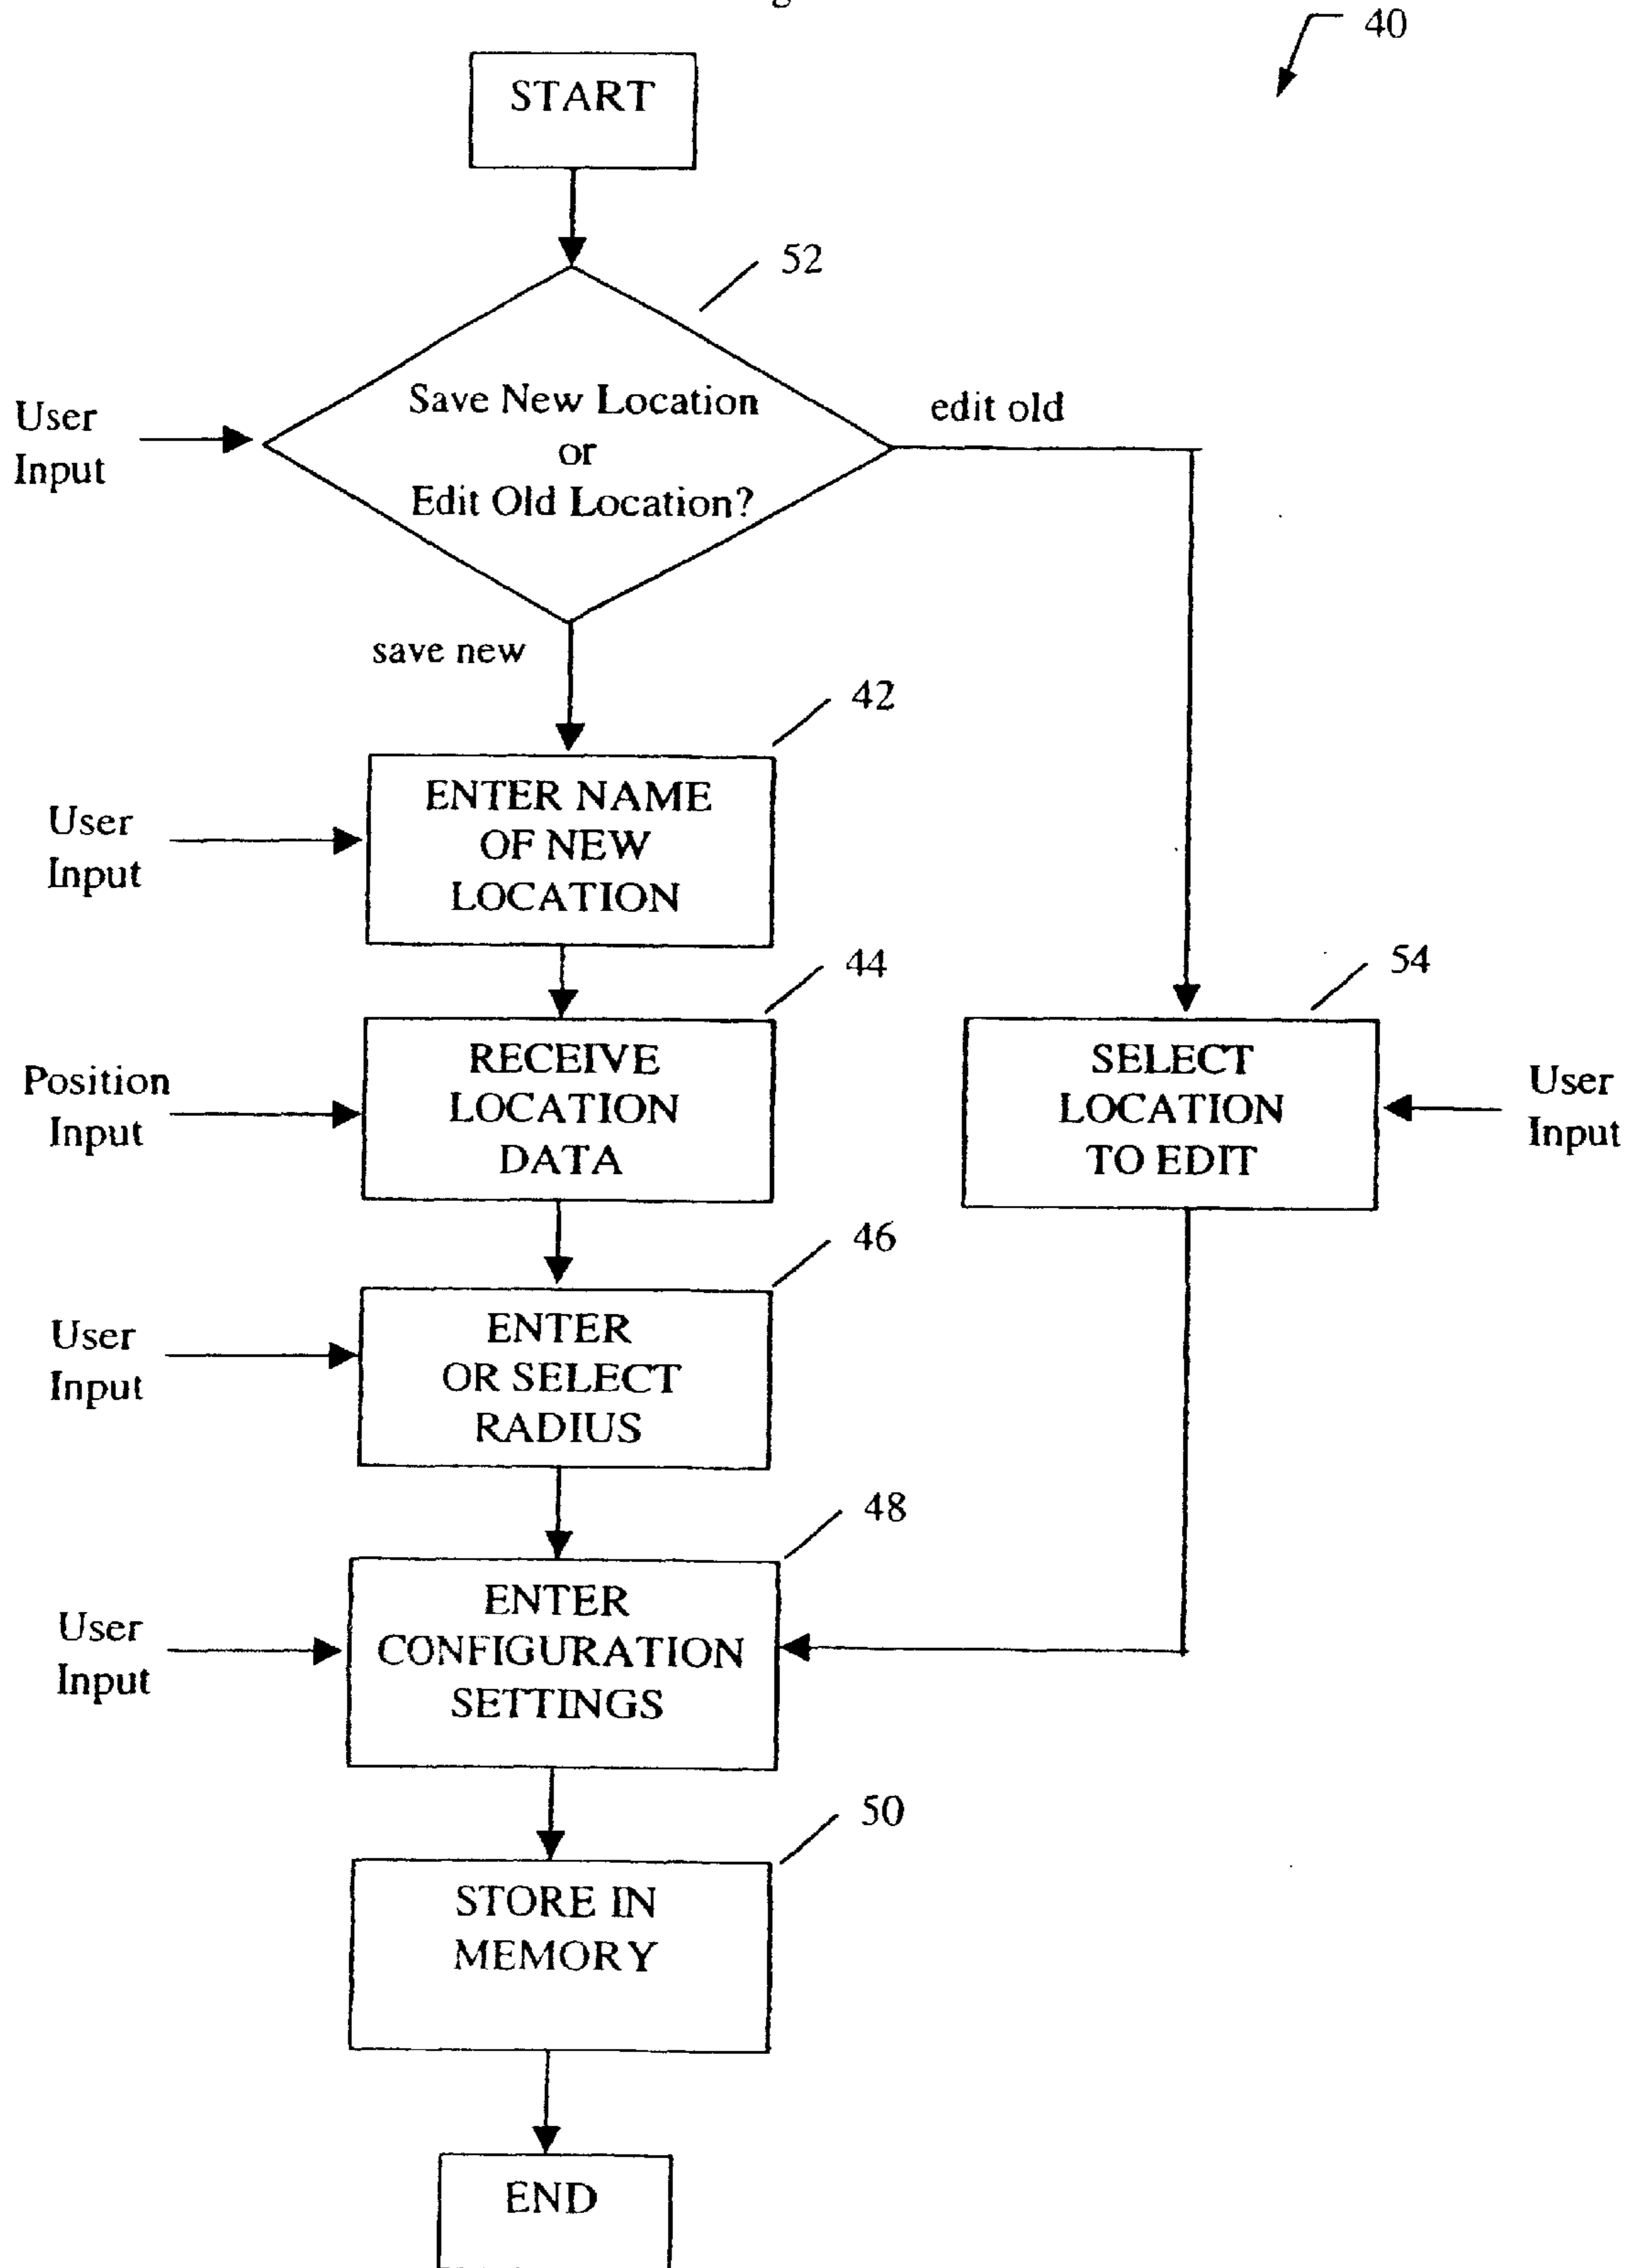 40
START
52
Save New Location
or
Edit Old Location?
edit old
User
Input
save new
42
ENTER NAME
OF NEW
LOCATION
User
Input
44
RECEIVE
LOCATION
DATA
Position
Input
54
SELECT
LOCATION
TO EDIT
User
Input
46
ENTER
OR SELECT
RADIUS
User
Input
48
ENTER
CONFIGURATION
SETTINGS
User
Input
50
STORE IN
MEMORY
END